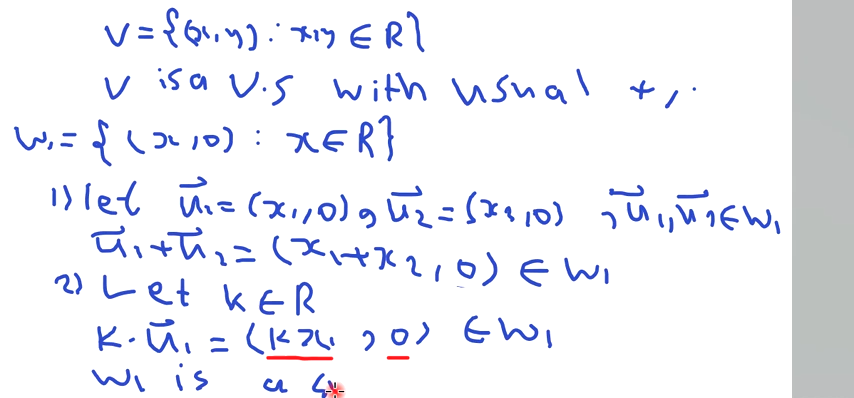 V = {(x,y) : x,y ∈ R}
V is a V.S with usual +, ·
W₁ = { (x,0) : x ∈ R}
1) let u⃗₁ = (x₁,0), u⃗₂ = (x₂,0), u⃗₁,u⃗₂ ∈ W₁
u⃗₁+u⃗₂ = (x₁+x₂, 0) ∈ W₁
2) Let k ∈ R
k·u⃗₁ = (kx₁, 0) ∈ W₁
W₁ is a